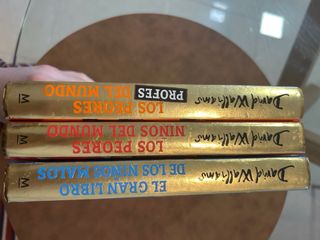 David Walliams
LOS PEORES
PROFES
DEL MUNDO
M
David Walliams
LOS PEORES
NIÑOS DEL MUNDO
M
David Walliams
EL GRAN LIBRO
DE LOS NIÑOS MALOS
M